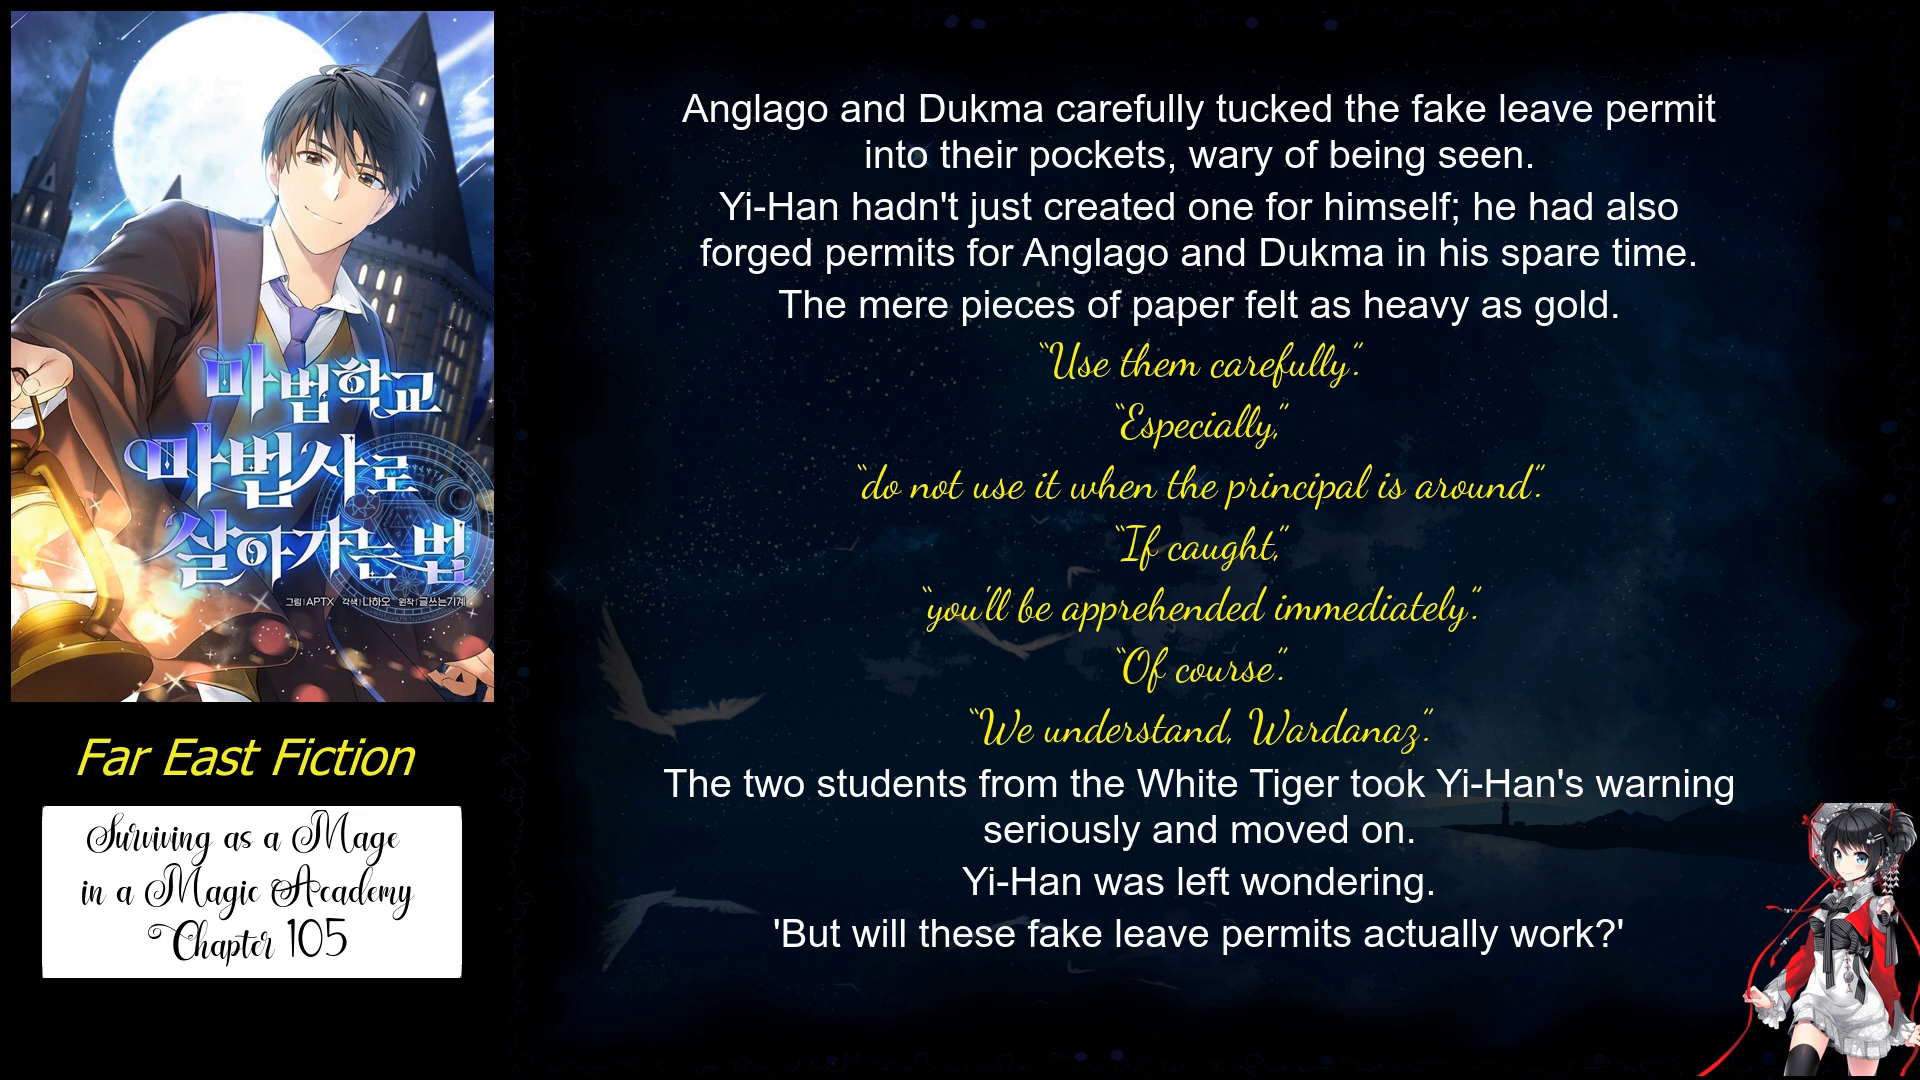 마법학교
마법사로
살아가는 법
그림 | APTX 각색 | 나하오 원작 | 글쓰는기계
Far East Fiction
Surviving as a Mage
in a Magic Academy
Chapter 105
Anglago and Dukma carefully tucked the fake leave permit
into their pockets, wary of being seen.
Yi-Han hadn't just created one for himself; he had also
forged permits for Anglago and Dukma in his spare time.
The mere pieces of paper felt as heavy as gold.
“Use them carefully”.
“Especially,”
“do not use it when the principal is around”.
“If caught,”
“you'll be apprehended immediately”.
“Of course”.
“We understand, Wardanaz”.
The two students from the White Tiger took Yi-Han's warning
seriously and moved on.
Yi-Han was left wondering.
'But will these fake leave permits actually work?'